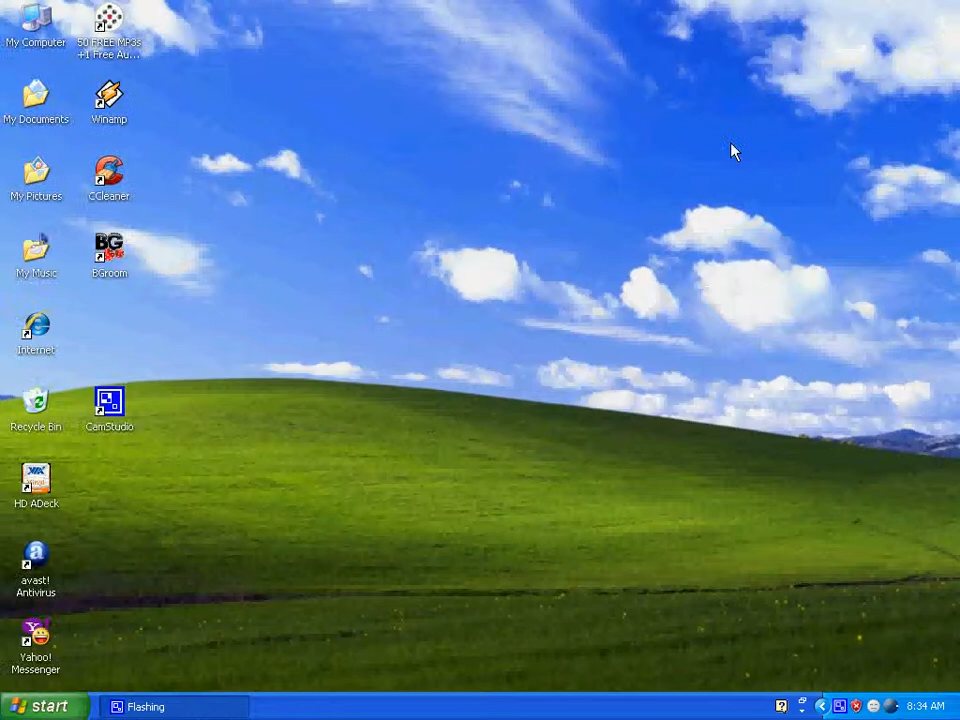 My Computer
50 FREE MP3s
+1 Free Au...
My Documents
Winamp
My Pictures
CCleaner
My Music
BG
BGroom
Internet
Recycle Bin
CamStudio
VIA
HD ADeck
a
avast!
Antivirus
Y!
Yahoo!
Messenger
start
Flashing
?
8:34 AM